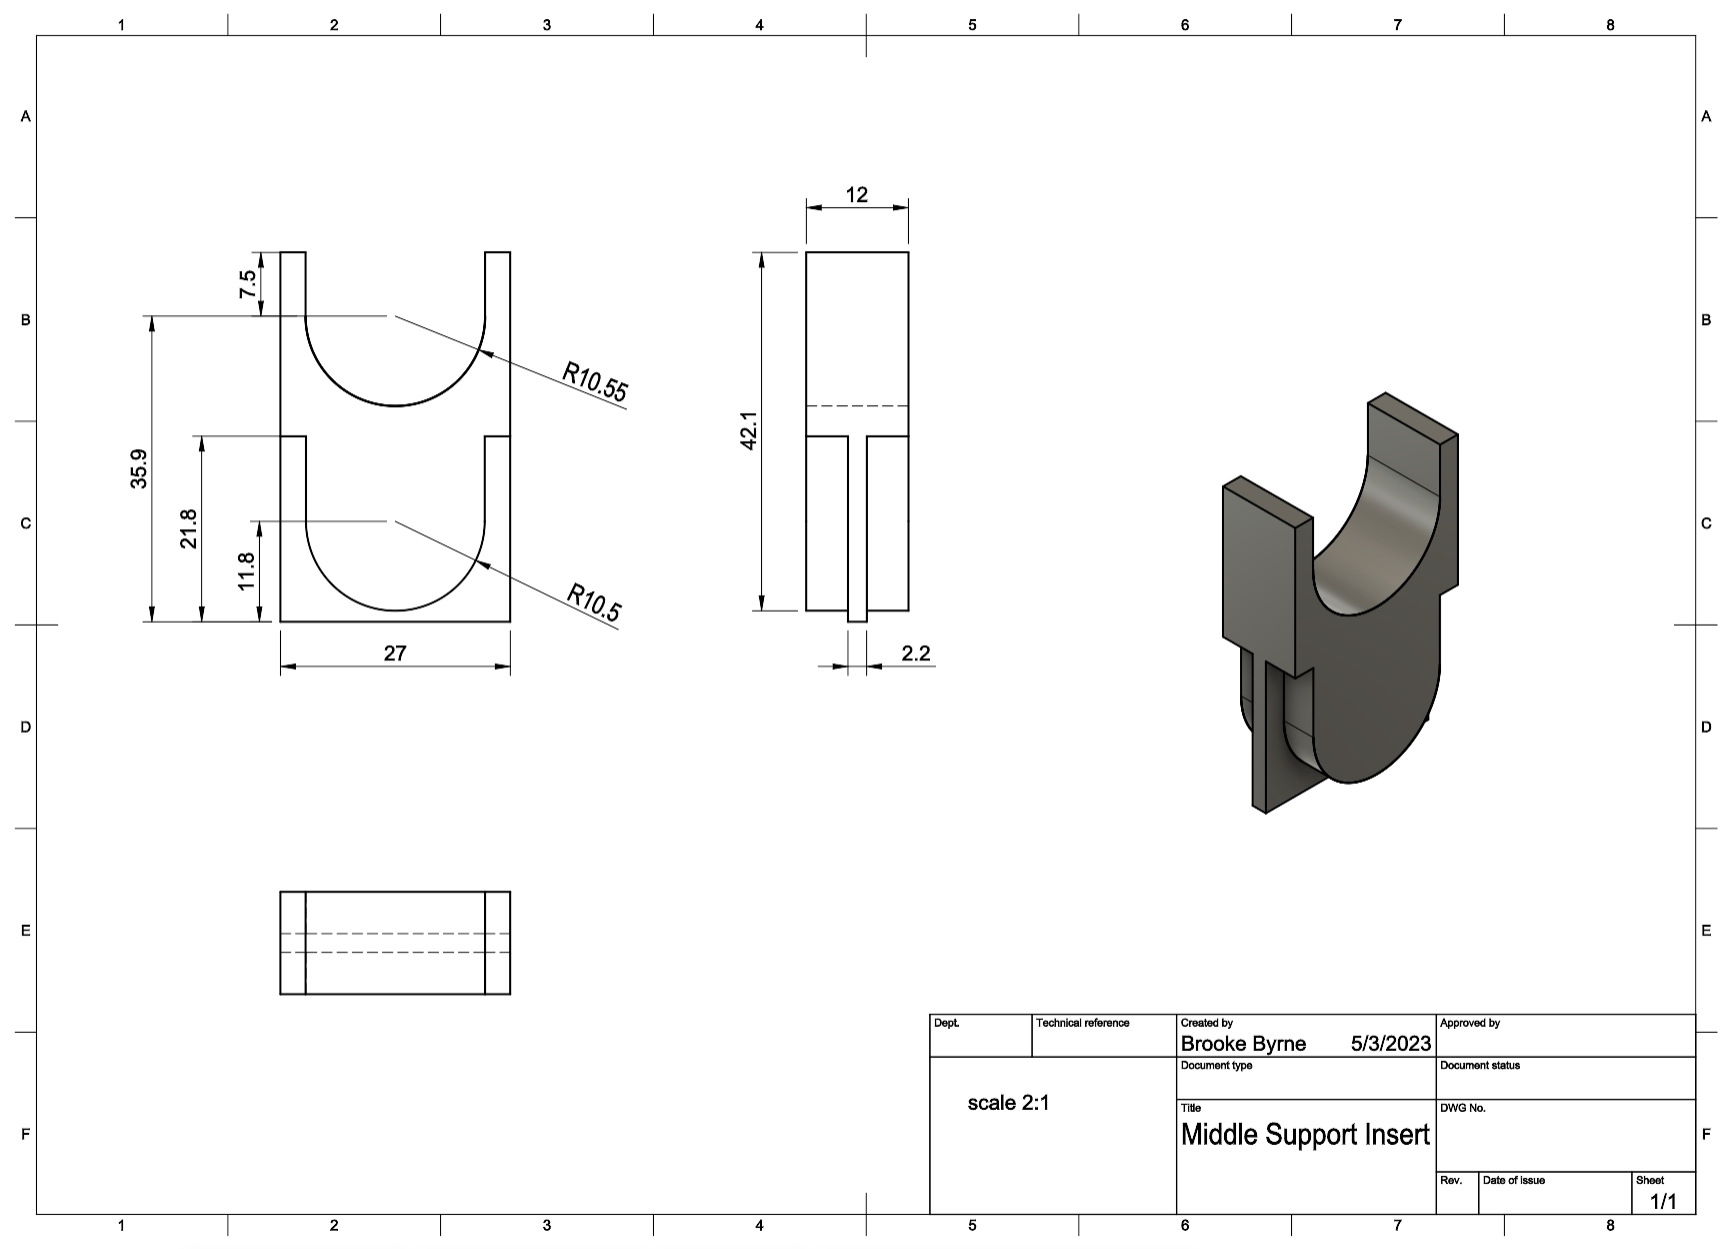 1 2 3 4 5 6 7 8
A A
12
7.5
B B
R10.55
42.1
35.9
21.8
C C
11.8
R10.5
27
2.2
D D
E E
Dept. Technical reference Created by Approved by
Brooke Byrne 5/3/2023
Document type Document status
scale 2:1
Title DWG No.
Middle Support Insert
F F
Rev. Date of issue Sheet
1/1
1 2 3 4 5 6 7 8